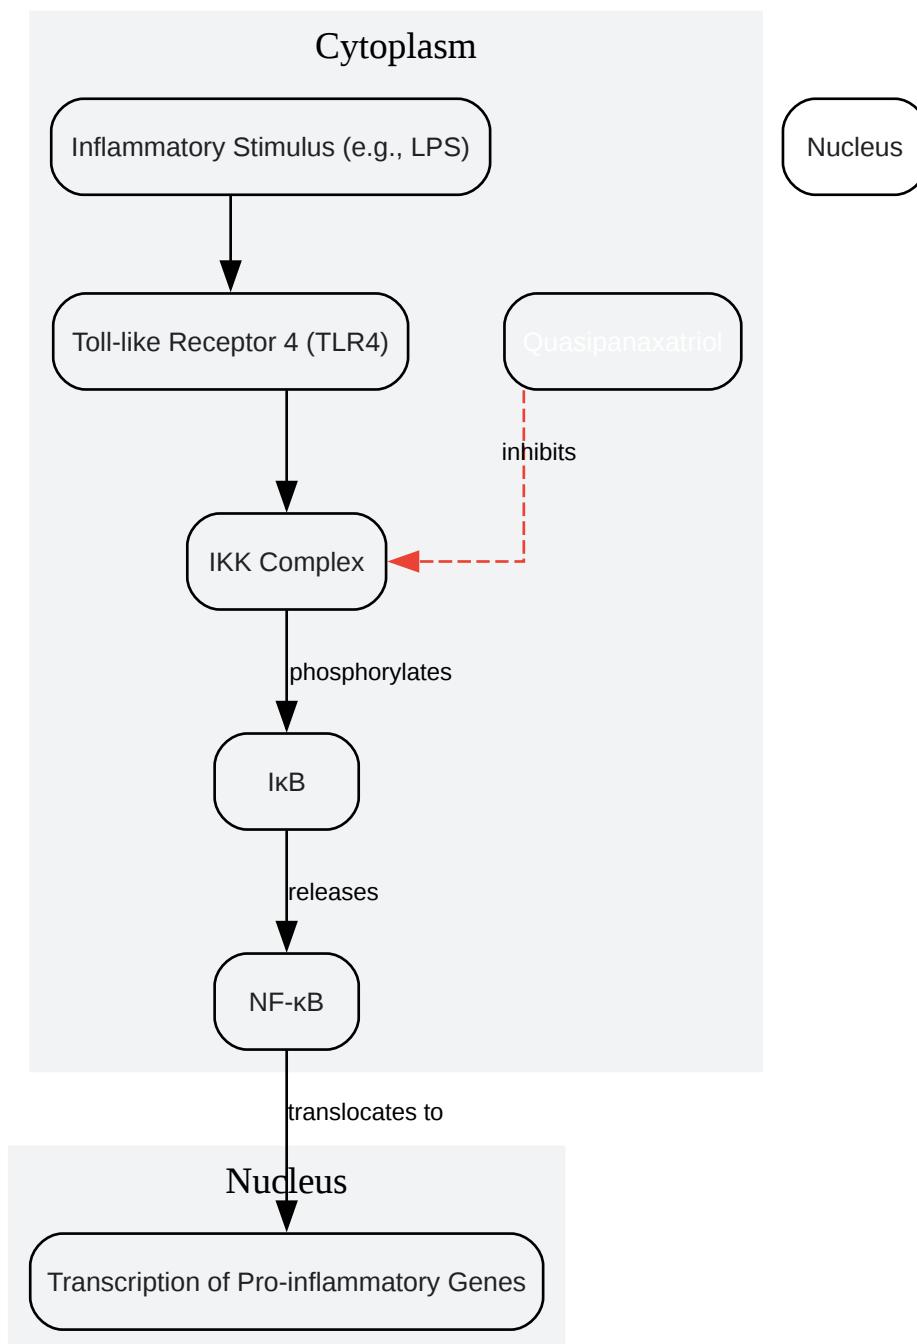 Cytoplasm
Inflammatory Stimulus (e.g., LPS)
Nucleus
Toll-like Receptor 4 (TLR4)
Quasipanaxatriol
inhibits
IKK Complex
phosphorylates
IκB
releases
NF-κB
translocates to
Nucleus
Transcription of Pro-inflammatory Genes